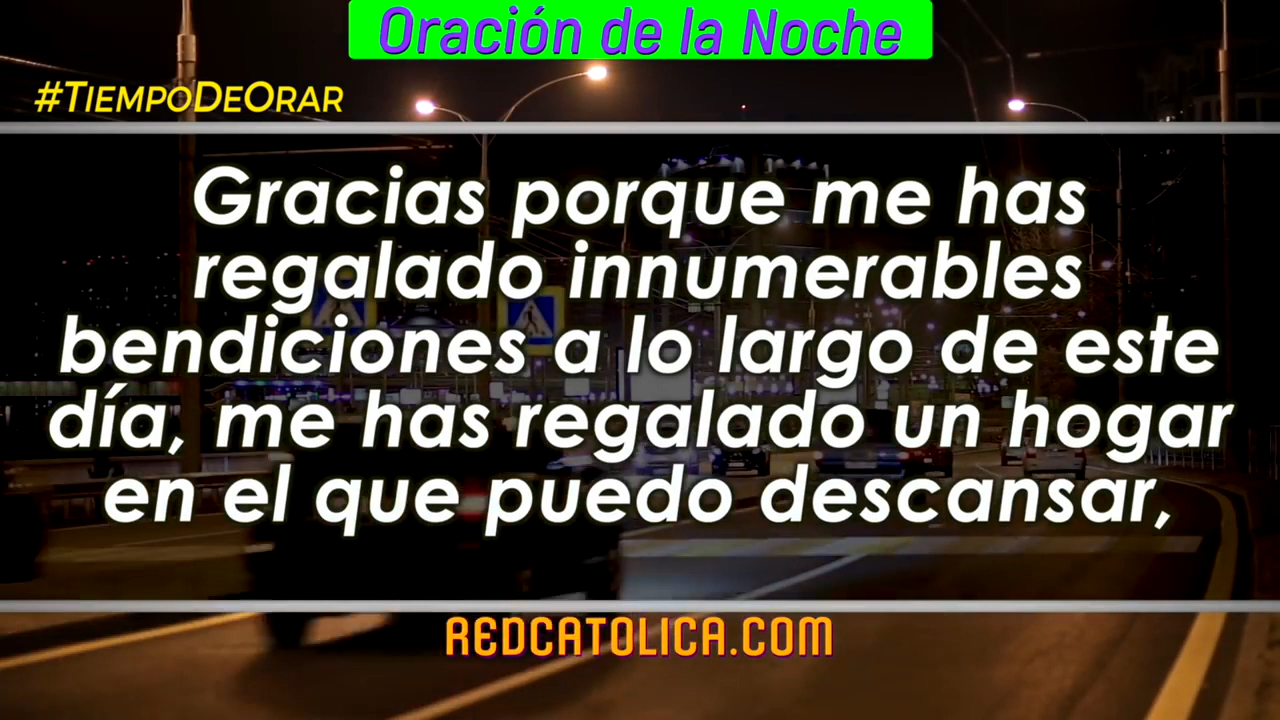 Oración de la Noche
#TIEMPODEORAR
Gracias porque me has
regalado innumerables
bendiciones a lo largo de este
día, me has regalado un hogar
en el que puedo descansar,
REDCATOLICA.COM